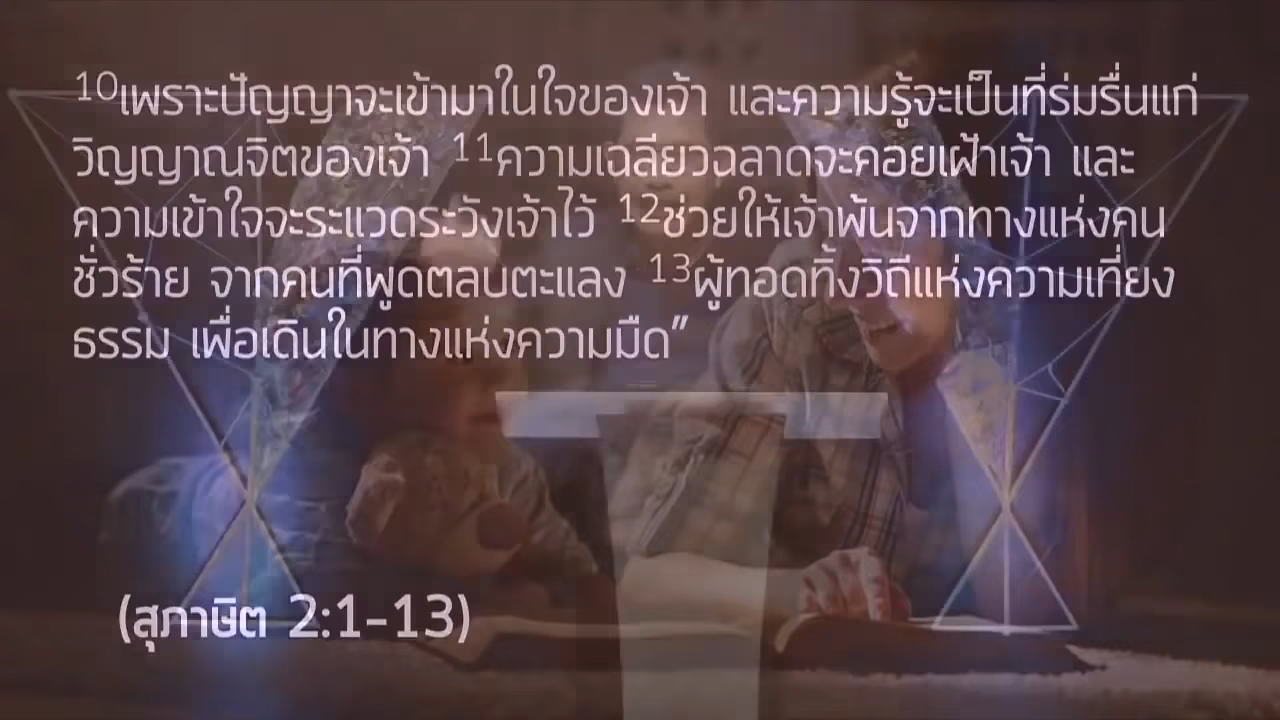 10เพราะปัญญาจะเข้ามาในใจของเจ้า และความรู้จะเป็นที่ร่มรื่นแก่
วิญญาณจิตของเจ้า 11ความเฉลียวฉลาดจะคอยเฝ้าเจ้า และ
ความเข้าใจจะระแวดระวังเจ้าไว้ 12ช่วยให้เจ้าพ้นจากทางแห่งคน
ชั่วร้าย จากคนที่พูดตลบตะแลง 13ผู้ทอดทิ้งวิถีแห่งความเที่ยง
ธรรม เพื่อเดินในทางแห่งความมืด”
(สุภาษิต 2:1-13)